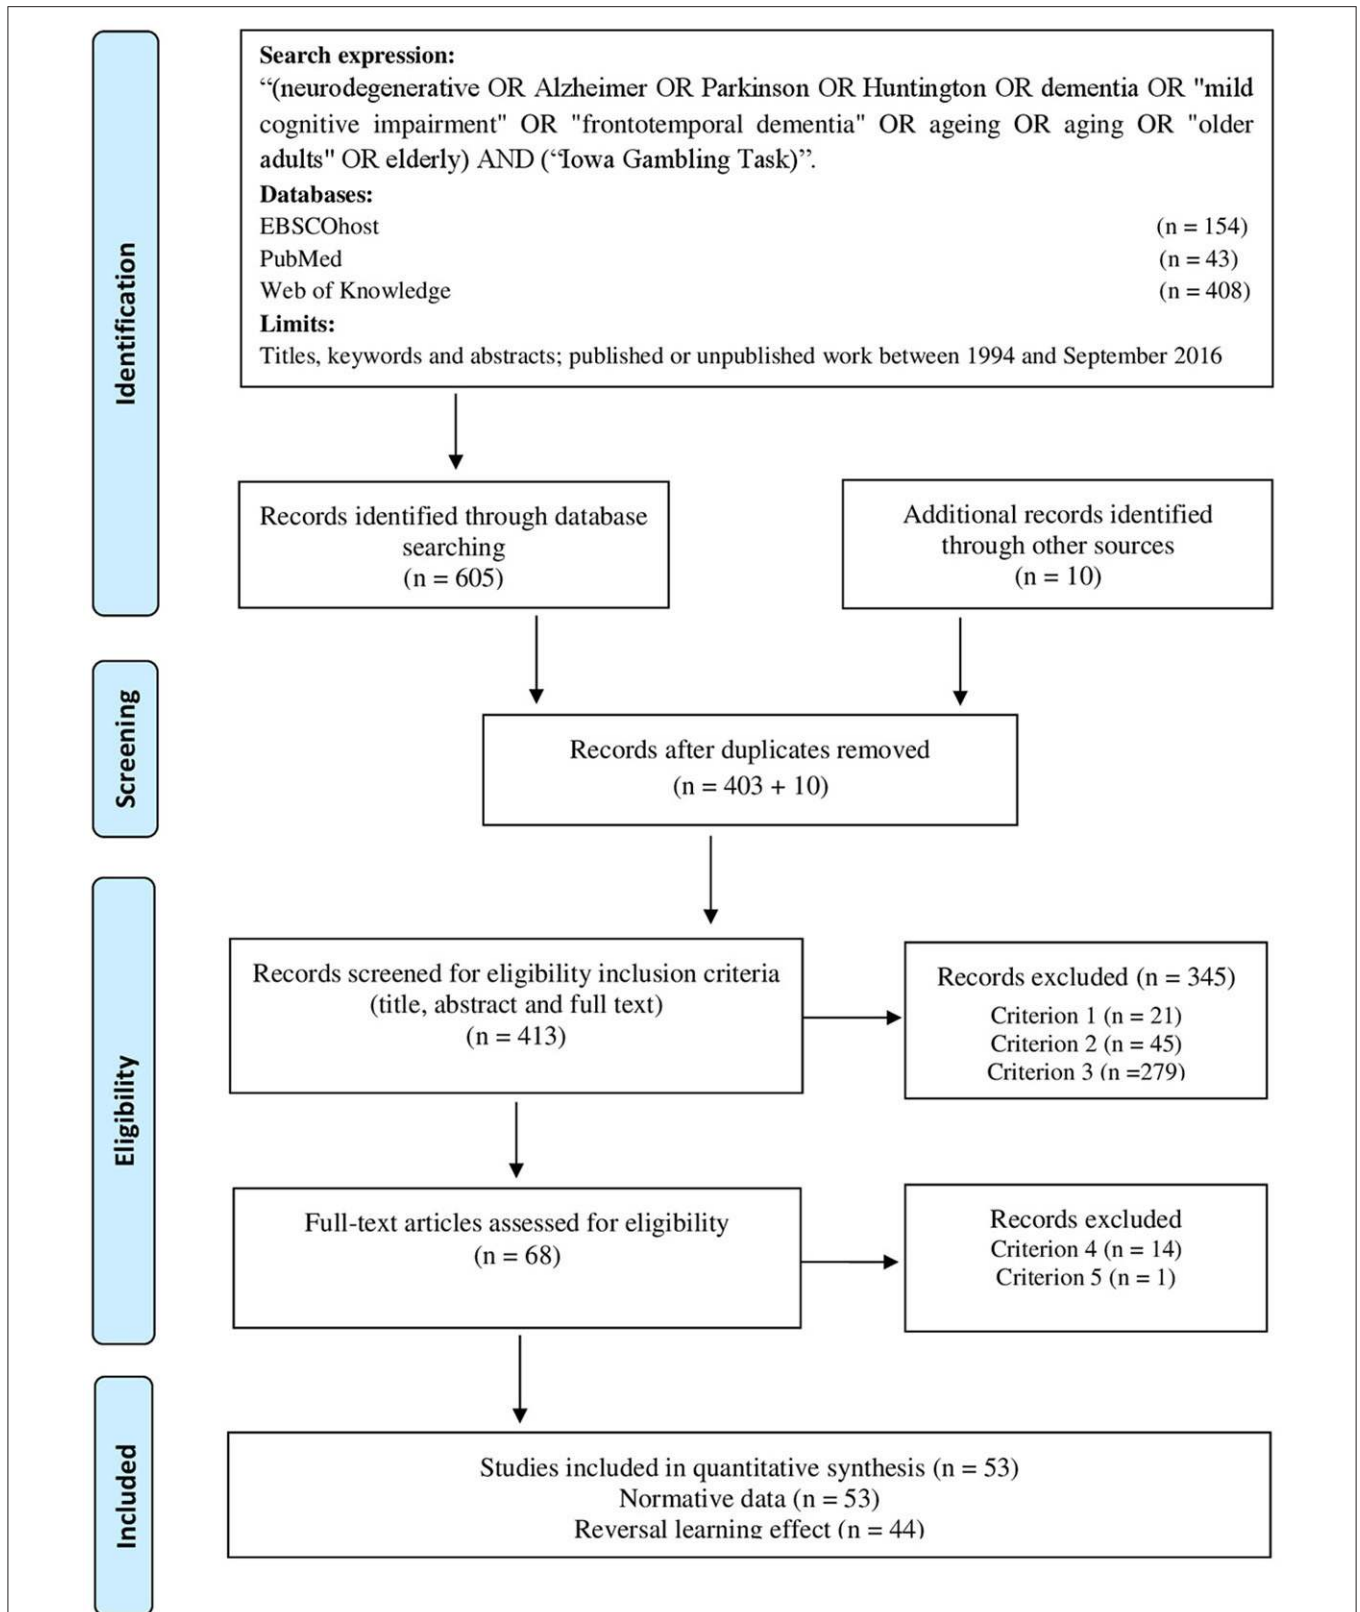 Identification
Search expression:
“(neurodegenerative OR Alzheimer OR Parkinson OR Huntington OR dementia OR "mild
cognitive impairment" OR "frontotemporal dementia" OR ageing OR aging OR "older
adults" OR elderly) AND (“Iowa Gambling Task)”.
Databases:
EBSCOhost (n = 154)
PubMed (n = 43)
Web of Knowledge (n = 408)
Limits:
Titles, keywords and abstracts; published or unpublished work between 1994 and September 2016
Records identified through database
searching
(n = 605)
Additional records identified
through other sources
(n = 10)
Screening
Records after duplicates removed
(n = 403 + 10)
Eligibility
Records screened for eligibility inclusion criteria
(title, abstract and full text)
(n = 413)
Records excluded (n = 345)
Criterion 1 (n = 21)
Criterion 2 (n = 45)
Criterion 3 (n =279)
Full-text articles assessed for eligibility
(n = 68)
Records excluded
Criterion 4 (n = 14)
Criterion 5 (n = 1)
Included
Studies included in quantitative synthesis (n = 53)
Normative data (n = 53)
Reversal learning effect (n = 44)